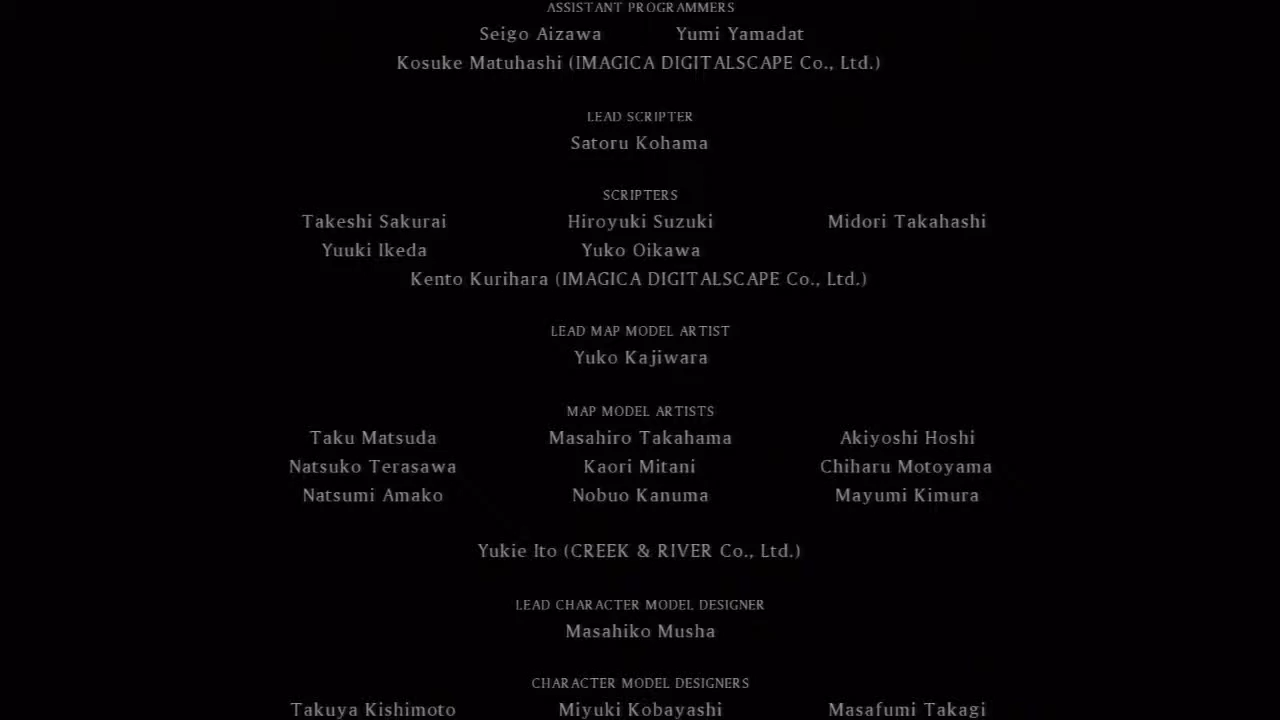 ASSISTANT PROGRAMMERS
Seigo Aizawa Yumi Yamadat
Kosuke Matuhashi (IMAGICA DIGITALSCAPE Co., Ltd.)
LEAD SCRIPTER
Satoru Kohama
SCRIPTERS
Takeshi Sakurai Hiroyuki Suzuki Midori Takahashi
Yuuki Ikeda Yuko Oikawa
Kento Kurihara (IMAGICA DIGITALSCAPE Co., Ltd.)
LEAD MAP MODEL ARTIST
Yuko Kajiwara
MAP MODEL ARTISTS
Taku Matsuda Masahiro Takahama Akiyoshi Hoshi
Natsuko Terasawa Kaori Mitani Chiharu Motoyama
Natsumi Amako Nobuo Kanuma Mayumi Kimura
Yukie Ito (CREEK & RIVER Co., Ltd.)
LEAD CHARACTER MODEL DESIGNER
Masahiko Musha
CHARACTER MODEL DESIGNERS
Takuya Kishimoto Miyuki Kobayashi Masafumi Takagi